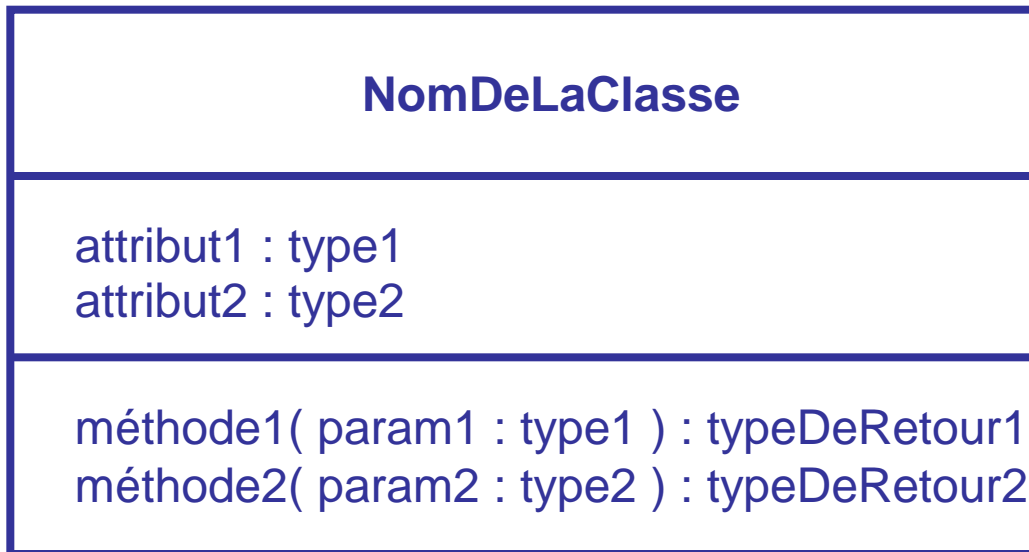 NomDeLaClasse
attribut1 : type1
attribut2 : type2
méthode1( param1 : type1 ) : typeDeRetour1
méthode2( param2 : type2 ) : typeDeRetour2